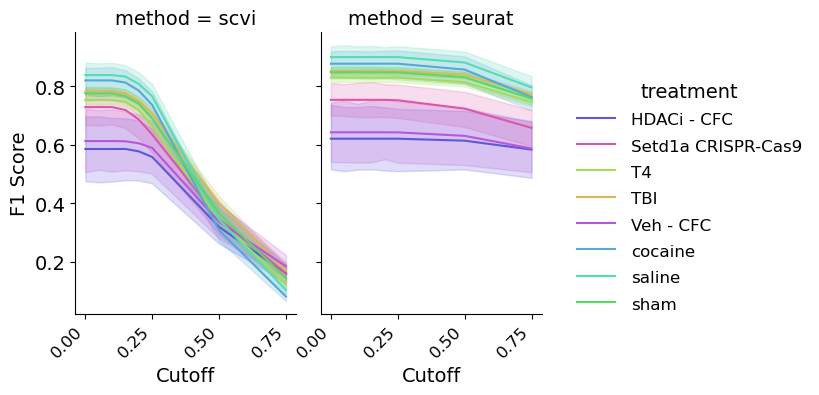 method = scvi
method = seurat
F1 Score
0.8
0.6
0.4
0.2
0.00
0.25
0.50
0.75
Cutoff
0.00
0.25
0.50
0.75
Cutoff
treatment
HDACi - CFC
Setd1a CRISPR-Cas9
T4
TBI
Veh - CFC
cocaine
saline
sham